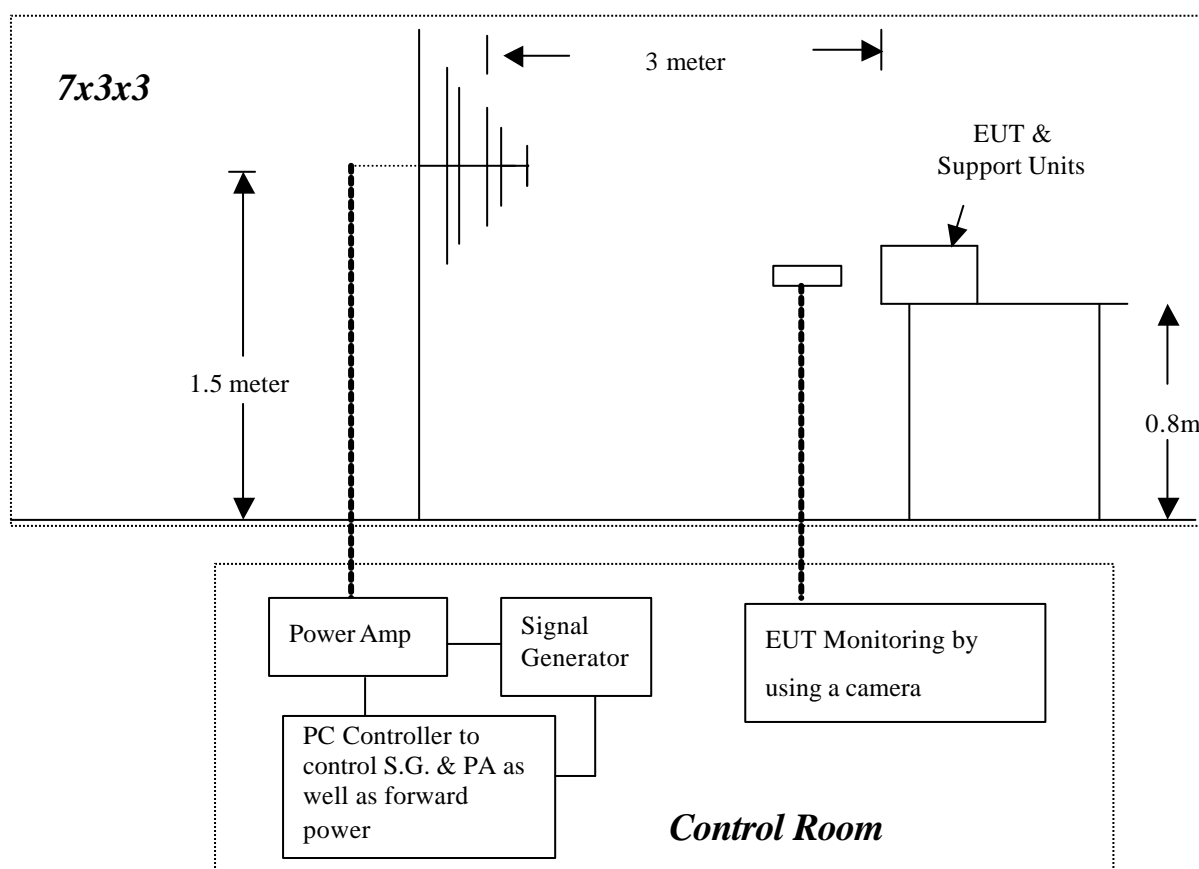 7x3x3
3 meter
EUT &
Support Units
1.5 meter
0.8m
Power Amp
Signal
Generator
EUT Monitoring by
using a camera
PC Controller to
control S.G. & PA as
well as forward
power
Control Room